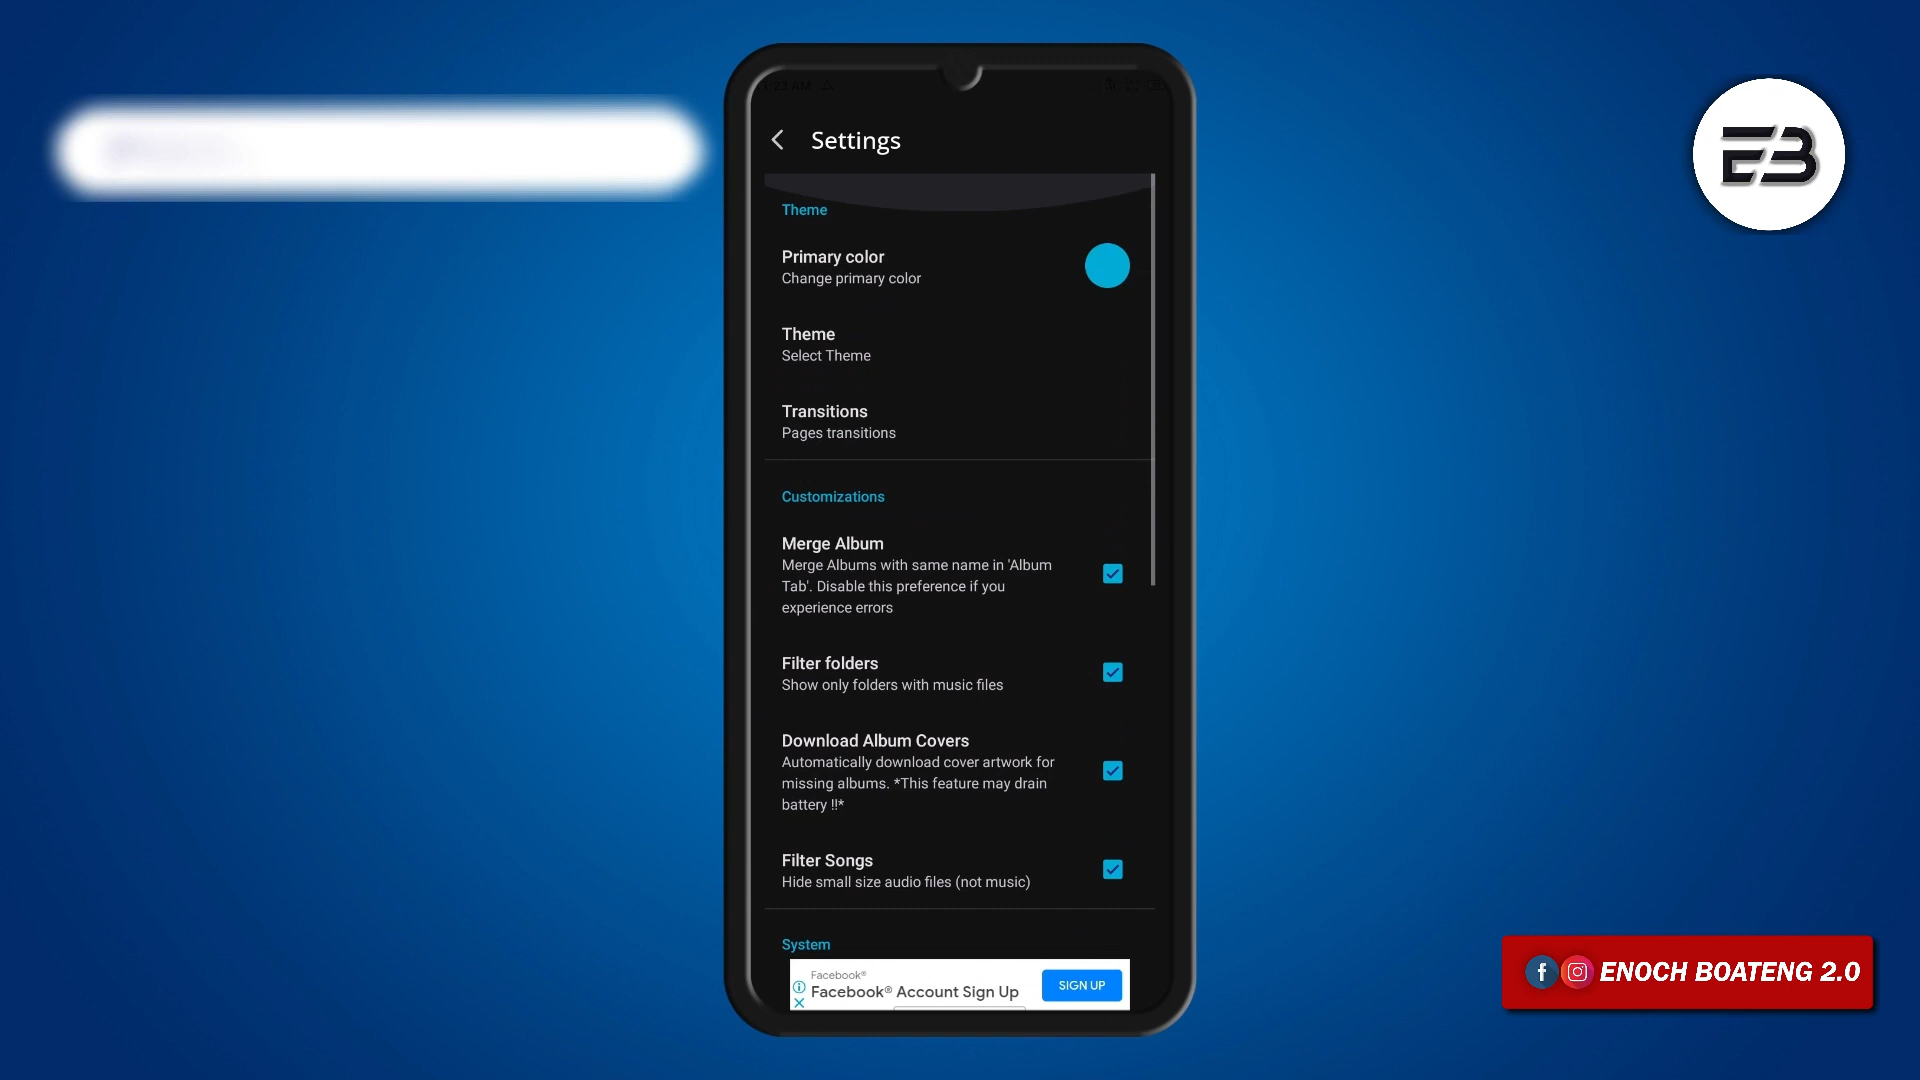 Settings
Theme
Primary color
Change primary color
Theme
Select Theme
Transitions
Pages transitions
Customizations
Merge Album
Merge Albums with same name in 'Album
Tab'. Disable this preference if you
experience errors
Filter folders
Show only folders with music files
Download Album Covers
Automatically download cover artwork for
missing albums. *This feature may drain
battery !!*
Filter Songs
Hide small size audio files (not music)
System
Facebook®
Facebook® Account Sign Up
SIGN UP
EB
ENOCH BOATENG 2.0